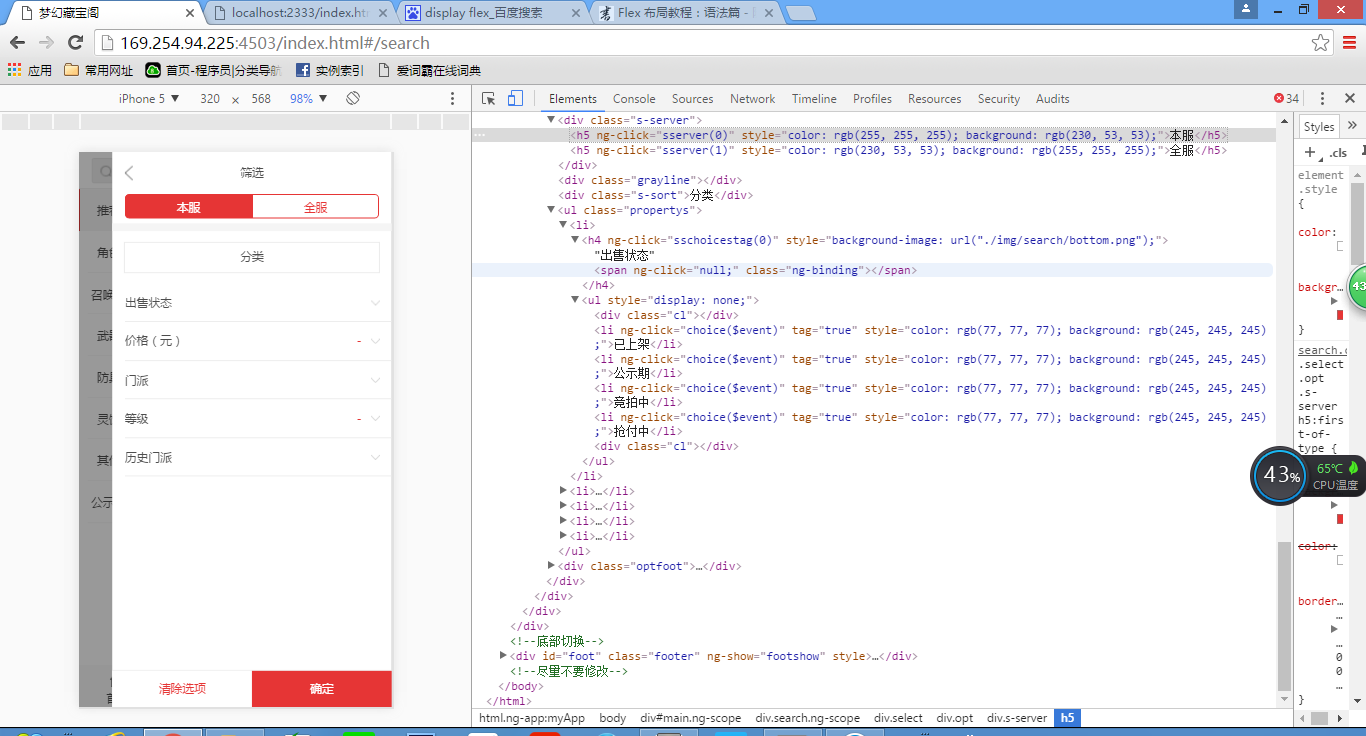 梦幻藏宝阁
localhost:2333/index.ht
display flex_百度搜索
Flex 布局教程：语法篇 -
169.254.94.225:4503/index.html#/search
应用 常用网址 首页-程序员|分类导航 实例索引 爱词霸在线词典
iPhone 5 ▼ 320 × 568 98% ▼
Elements Console Sources Network Timeline Profiles Resources Security Audits 34
筛选
本服 全服
分类
出售状态
价格（元） -
门派
等级 -
历史门派
清除选项 确定
推
角
召唤
武
防
灵
其
公示
<div class="s-server">
<h5 ng-click="sserver(0)" style="color: rgb(255, 255, 255); background: rgb(230, 53, 53);">本服</h5>
<h5 ng-click="sserver(1)" style="color: rgb(230, 53, 53); background: rgb(255, 255, 255);">全服</h5>
</div>
<div class="grayline"></div>
<div class="s-sort">分类</div>
<ul class="propertys">
<li>
<h4 ng-click="sschoicestag(0)" style="background-image: url("./img/search/bottom.png");">
"出售状态"
<span ng-click="null;" class="ng-binding"></span>
</h4>
<ul style="display: none;">
<div class="cl"></div>
<li ng-click="choice($event)" tag="true" style="color: rgb(77, 77, 77); background: rgb(245, 245, 245)
;">已上架</li>
<li ng-click="choice($event)" tag="true" style="color: rgb(77, 77, 77); background: rgb(245, 245, 245)
;">公示期</li>
<li ng-click="choice($event)" tag="true" style="color: rgb(77, 77, 77); background: rgb(245, 245, 245)
;">竞拍中</li>
<li ng-click="choice($event)" tag="true" style="color: rgb(77, 77, 77); background: rgb(245, 245, 245)
;">抢付中</li>
<div class="cl"></div>
</ul>
</li>
<li>…</li>
<li>…</li>
<li>…</li>
<li>…</li>
</ul>
<div class="optfoot">…</div>
</div>
</div>
</div>
</div>
<!--底部切换-->
<div id="foot" class="footer" ng-show="footshow" style>…</div>
<!--尽量不要修改-->
</body>
</html>
html.ng-app:myApp body div#main.ng-scope div.search.ng-scope div.select div.opt div.s-server h5
Styles
+ .cls
element
.style
{
color:
backgr…
}
search.c
.select
.opt
.s-
server
h5:firs
t-of-
type {
color:
border…
…
…
0
0
…
}
43
43%
65℃
CPU温度